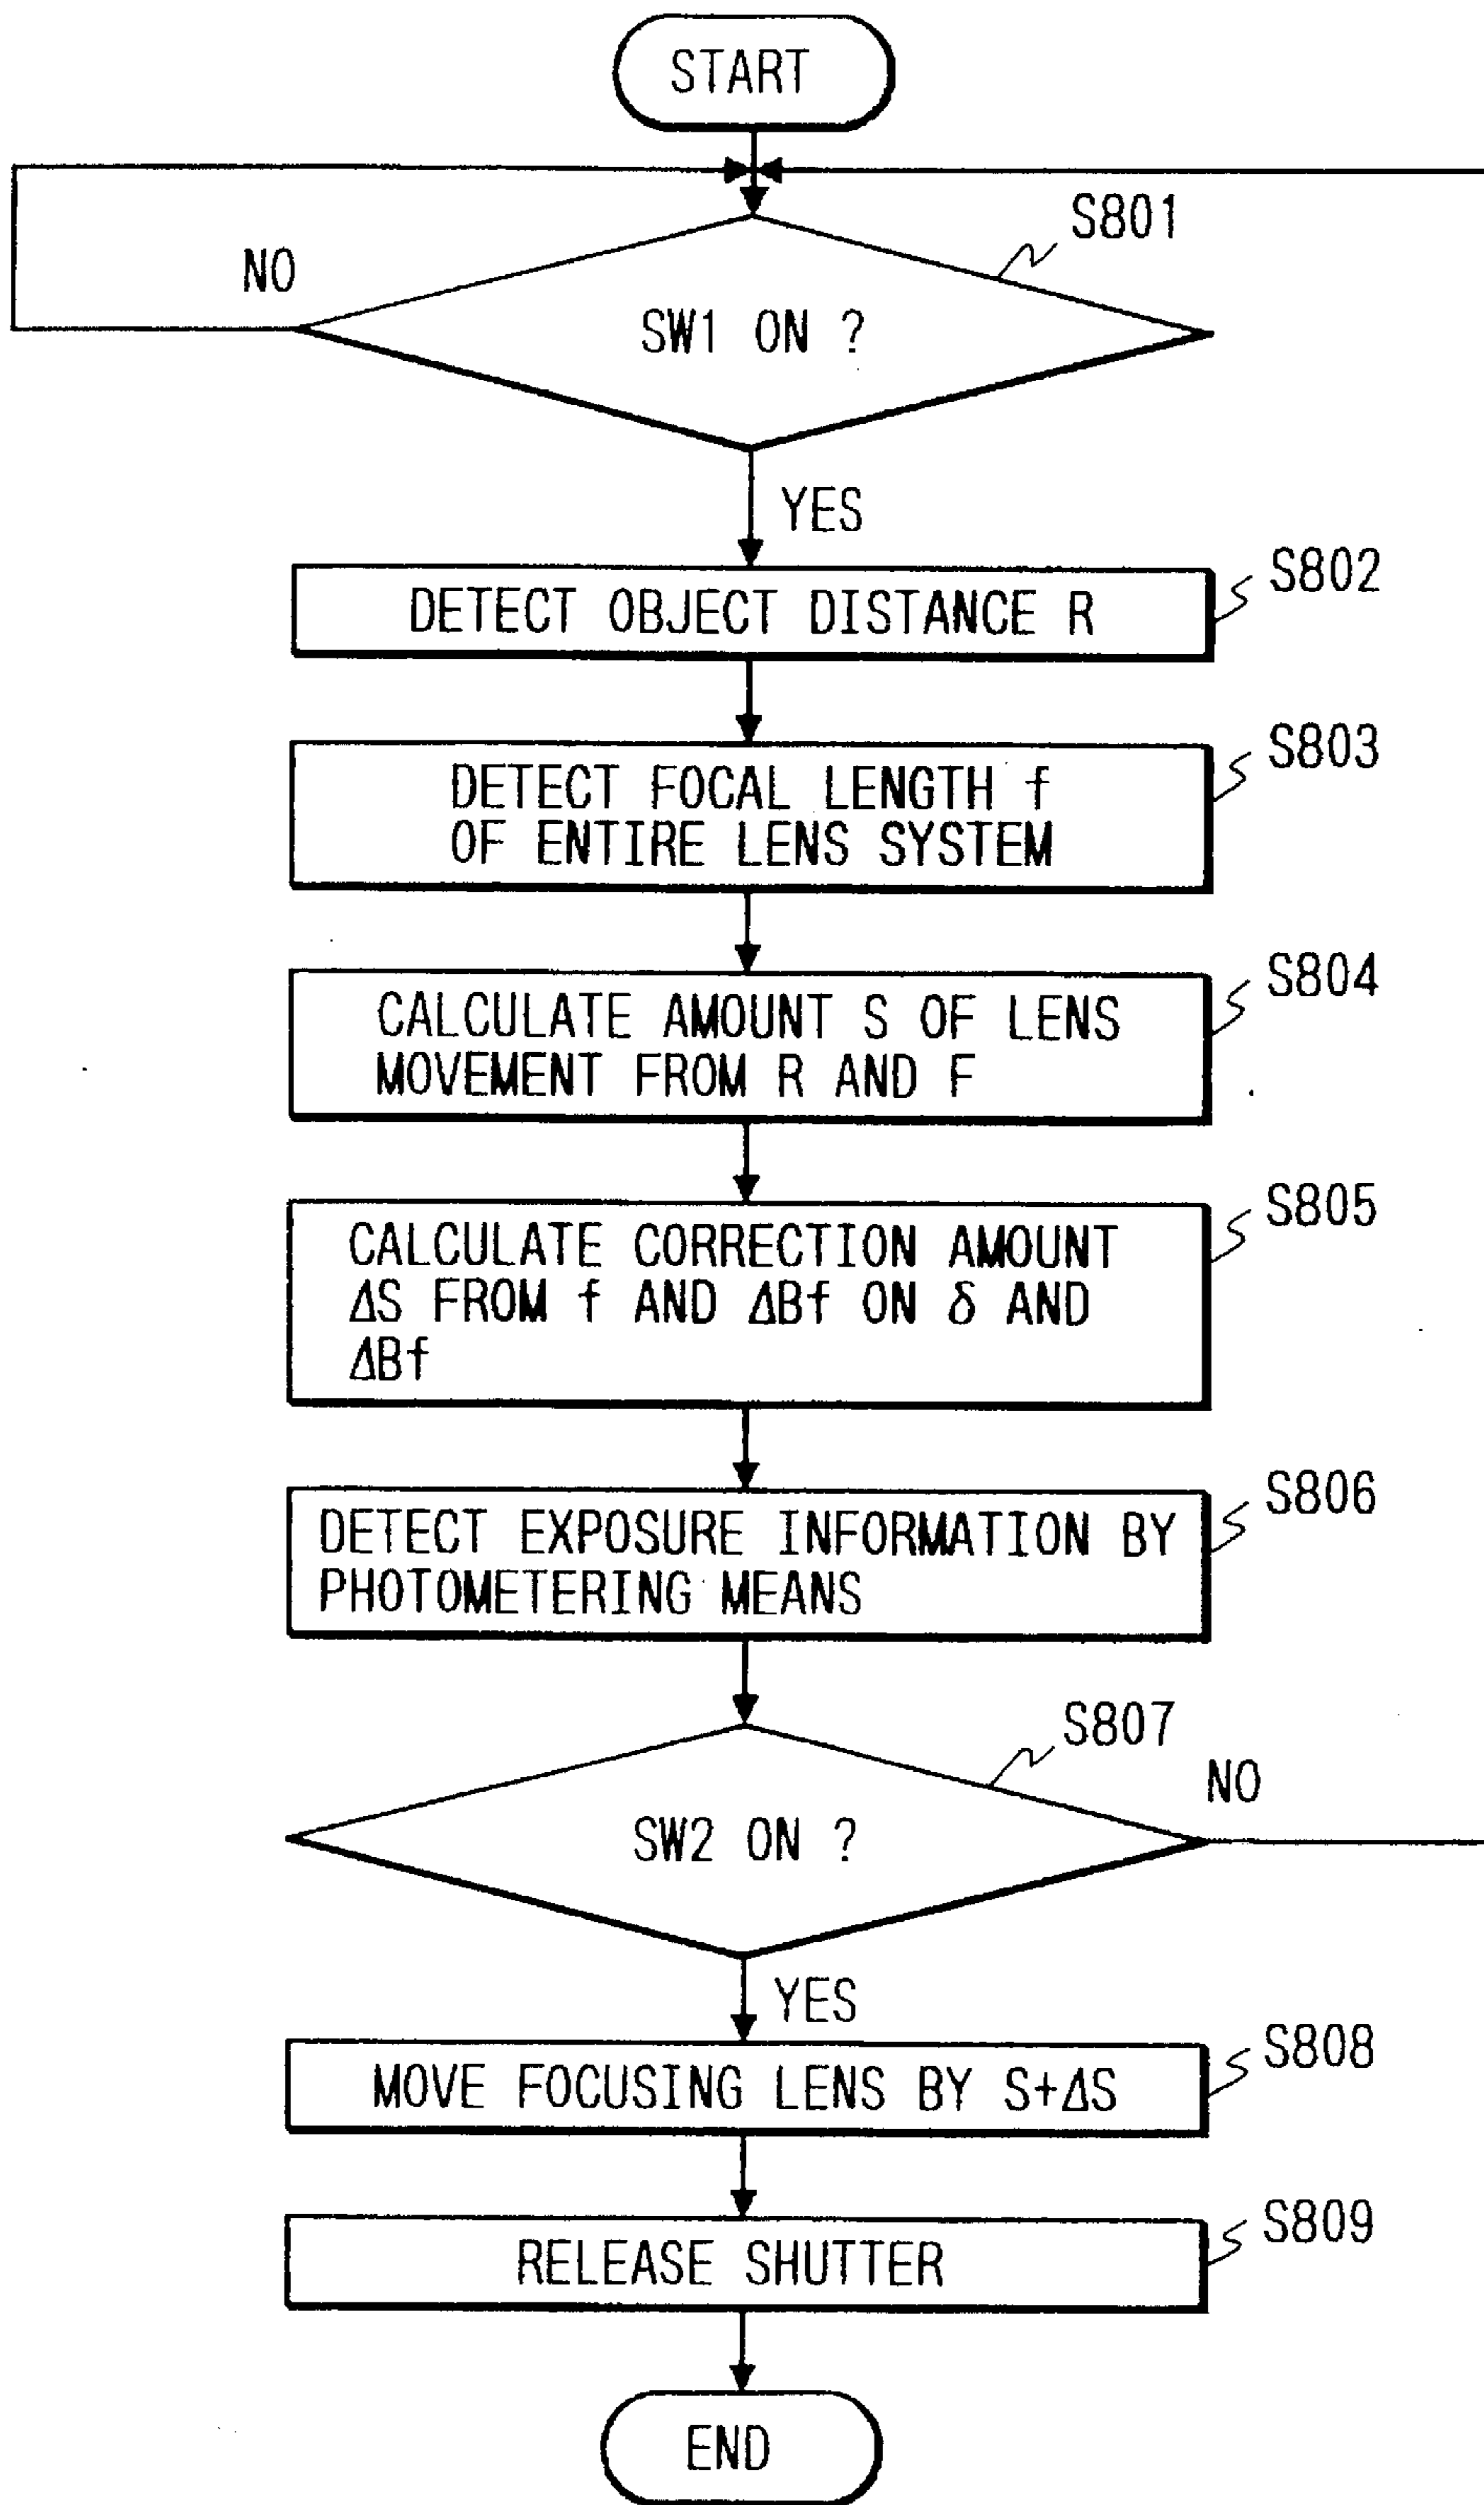 START
S801
NO
SW1 ON ?
YES
S802
DETECT OBJECT DISTANCE R
S803
DETECT FOCAL LENGTH f
OF ENTIRE LENS SYSTEM
S804
CALCULATE AMOUNT S OF LENS
MOVEMENT FROM R AND F
S805
CALCULATE CORRECTION AMOUNT
ΔS FROM f AND ΔBf ON δ AND
ΔBf
S806
DETECT EXPOSURE INFORMATION BY
PHOTOMETERING MEANS
S807
NO
SW2 ON ?
YES
S808
MOVE FOCUSING LENS BY S+ΔS
S809
RELEASE SHUTTER
END